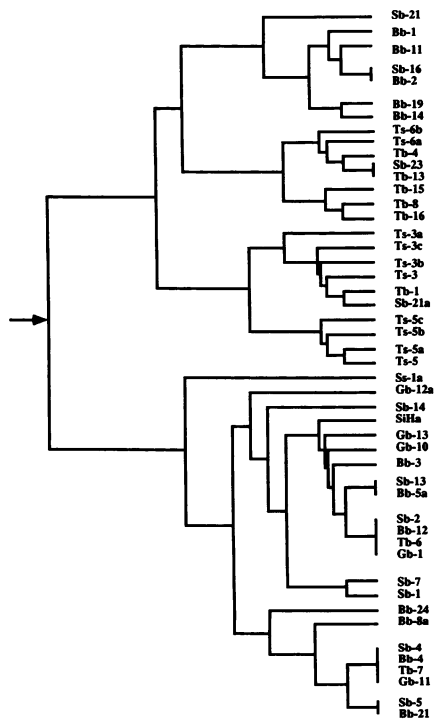 Sb-21
Bb-1
Bb-11
Sb-16
Bb-2
Bb-19
Bb-14
Ts-6b
Ts-6a
Tb-4
Sb-23
Tb-13
Tb-15
Tb-8
Tb-16
Ts-3a
Ts-3c
Ts-3b
Ts-3
Tb-1
Sb-21a
Ts-5c
Ts-5b
Ts-5a
Ts-5
Ss-1a
Gb-12a
Sb-14
SiHa
Gb-13
Gb-10
Bb-3
Sb-13
Bb-5a
Sb-2
Bb-12
Tb-6
Gb-1
Sb-7
Sb-1
Bb-24
Bb-8a
Sb-4
Bb-4
Tb-7
Gb-11
Sb-5
Bb-21